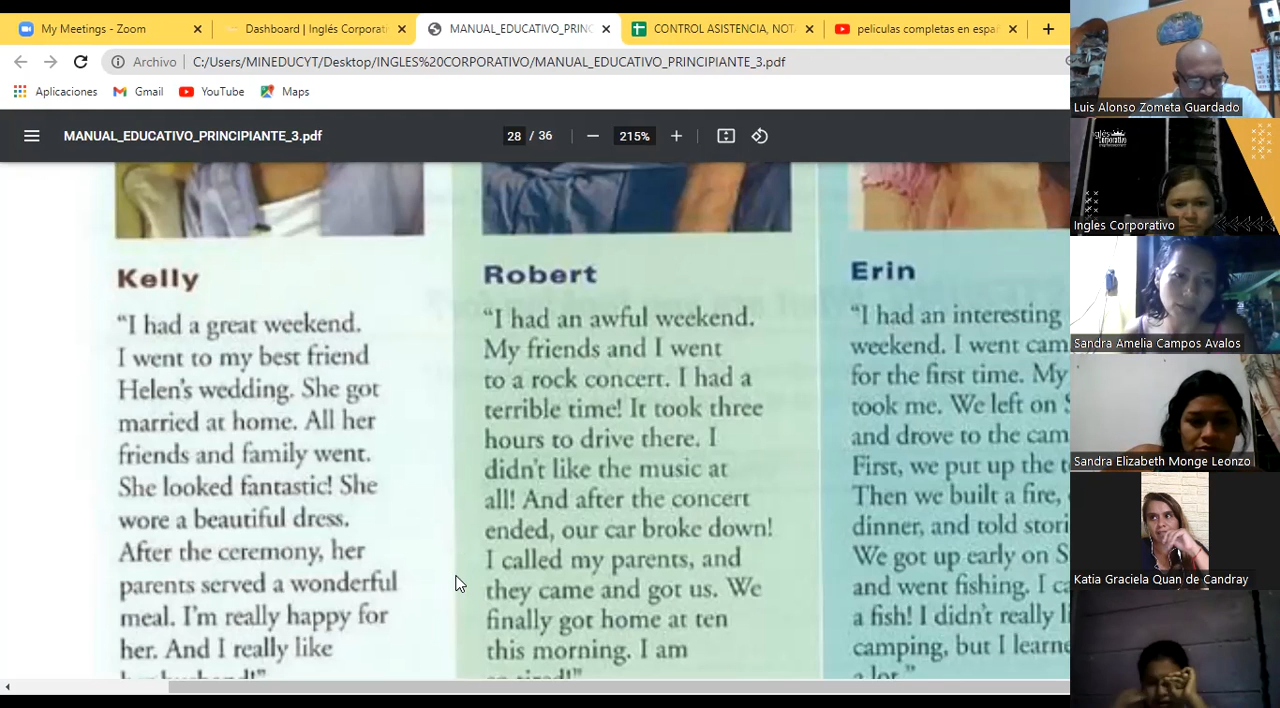 My Meetings - Zoom
Dashboard | Inglés Corporati
MANUAL_EDUCATIVO_PRINC
CONTROL ASISTENCIA, NOT
peliculas completas en espa
Archivo
C:/Users/MINEDUCYT/Desktop/INGLES%20CORPORATIVO/MANUAL_EDUCATIVO_PRINCIPIANTE_3.pdf
Aplicaciones
Gmail
YouTube
Maps
MANUAL_EDUCATIVO_PRINCIPIANTE_3.pdf
28 / 36
215%
Kelly
"I had a great weekend.
I went to my best friend
Helen's wedding. She got
married at home. All her
friends and family went.
She looked fantastic! She
wore a beautiful dress.
After the ceremony, her
parents served a wonderful
meal. I'm really happy for
her. And I really like
her husband!"
Robert
"I had an awful weekend.
My friends and I went
to a rock concert. I had a
terrible time! It took three
hours to drive there. I
didn't like the music at
all! And after the concert
ended, our car broke down!
I called my parents, and
they came and got us. We
finally got home at ten
this morning. I am
so tired!"
Erin
"I had an interesting
weekend. I went cam
for the first time. My
took me. We left on S
and drove to the cam
First, we put up the t
Then we built a fire,
dinner, and told stori
We got up early on S
and went fishing. I ca
a fish! I didn't really li
camping, but I learne
a lot."
Luis Alonso Zometa Guardado
Inglés
Corporativo
Ingles Corporativo
Sandra Amelia Campos Avalos
Sandra Elizabeth Monge Leonzo
Katia Graciela Quan de Candray